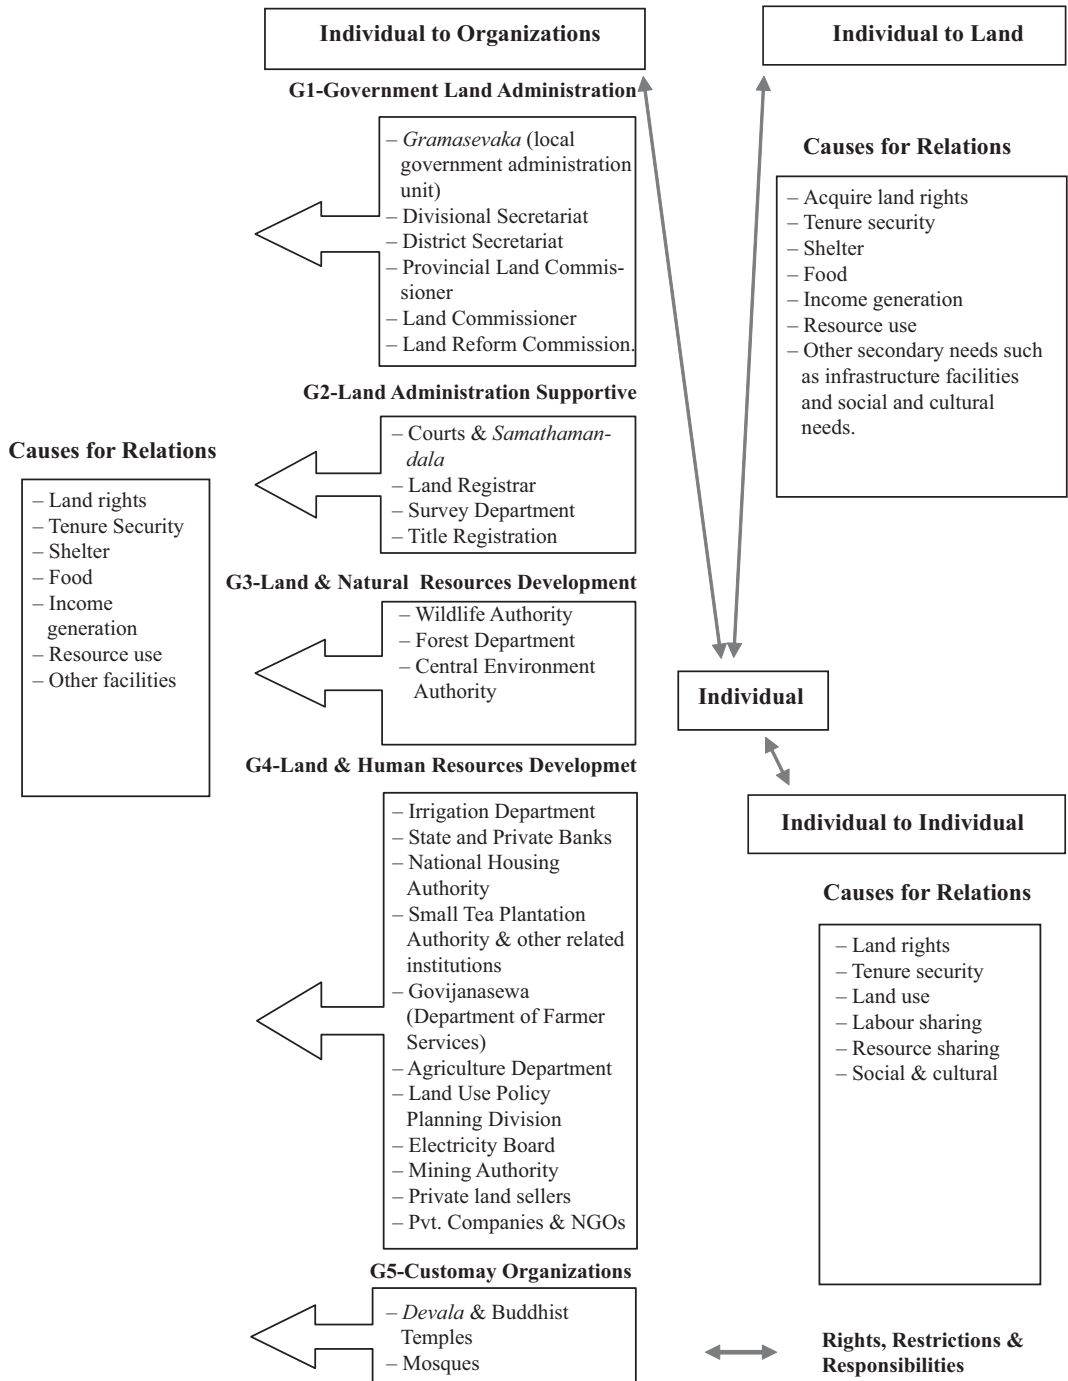 Individual to Organizations
Individual to Land
G1-Government Land Administration
– Gramasevaka (local
government administration
unit)
– Divisional Secretariat
– District Secretariat
– Provincial Land Commis-
sioner
– Land Commissioner
– Land Reform Commission.
Causes for Relations
– Acquire land rights
– Tenure security
– Shelter
– Food
– Income generation
– Resource use
– Other secondary needs such
as infrastructure facilities
and social and cultural
needs.
G2-Land Administration Supportive
– Courts & Samathaman-
dala
– Land Registrar
– Survey Department
– Title Registration
Causes for Relations
– Land rights
– Tenure Security
– Shelter
– Food
– Income
generation
– Resource use
– Other facilities
G3-Land & Natural Resources Development
– Wildlife Authority
– Forest Department
– Central Environment
Authority
Individual
G4-Land & Human Resources Developmet
– Irrigation Department
– State and Private Banks
– National Housing
Authority
– Small Tea Plantation
Authority & other related
institutions
– Govijanasewa
(Department of Farmer
Services)
– Agriculture Department
– Land Use Policy
Planning Division
– Electricity Board
– Mining Authority
– Private land sellers
– Pvt. Companies & NGOs
Individual to Individual
Causes for Relations
– Land rights
– Tenure security
– Land use
– Labour sharing
– Resource sharing
– Social & cultural
G5-Customay Organizations
– Devala & Buddhist
Temples
– Mosques
Rights, Restrictions &
Responsibilities